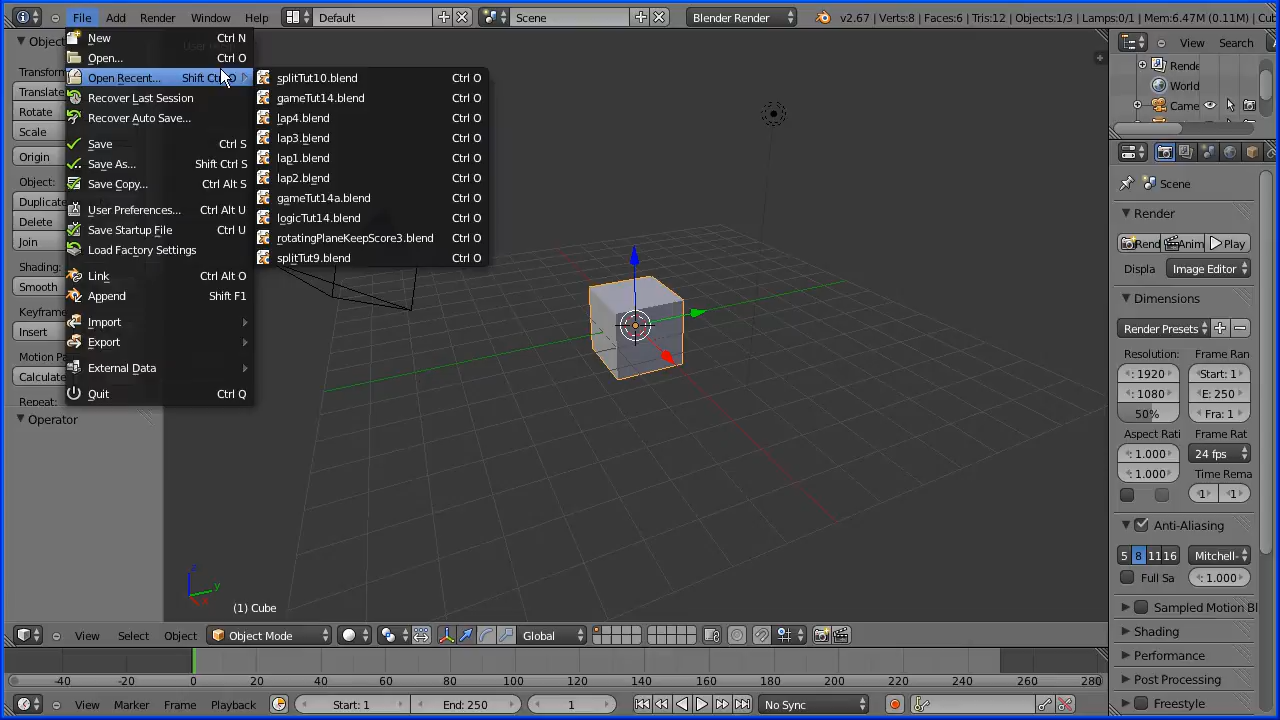 File Add Render Window Help Default Scene Blender Render v2.67 | Verts:8 | Faces:6 | Tris:12 | Objects:1/3 | Lamps:0/1 | Mem:6.47M (0.11M) | Cube
New Ctrl N
Open... Ctrl O
Open Recent... Shift Ctrl O
Recover Last Session
Recover Auto Save...
Save Ctrl S
Save As... Shift Ctrl S
Save Copy... Ctrl Alt S
User Preferences... Ctrl Alt U
Save Startup File Ctrl U
Load Factory Settings
Link Ctrl Alt O
Append Shift F1
Import
Export
External Data
Quit Ctrl Q
splitTut10.blend Ctrl O
gameTut14.blend Ctrl O
lap4.blend Ctrl O
lap3.blend Ctrl O
lap1.blend Ctrl O
lap2.blend Ctrl O
gameTut14a.blend Ctrl O
logicTut14.blend Ctrl O
rotatingPlaneKeepScore3.blend Ctrl O
splitTut9.blend Ctrl O
Objec
Transform
Translate
Rotate
Scale
Origin
Object:
Duplicate
Delete
Join
Shading:
Smooth
Keyframe
Insert
Motion Pa
Calculate
Repeat:
Operator
z
y
x
(1) Cube
View Search
Rende
World
Came
Scene
Render
Rend Anim Play
Displa Image Editor
Dimensions
Render Presets
Resolution: Frame Ran
: 1920 Start: 1
: 1080 E: 250
50% Fra: 1
Aspect Rati Frame Rat
: 1.000 24 fps
: 1.000 Time Rema
: 1 : 1
Anti-Aliasing
5 8 11 16 Mitchell-
Full Sa : 1.000
Sampled Motion Bl
Shading
Performance
Post Processing
Freestyle
View Select Object Object Mode Global
-40 -20 0 20 40 60 80 100 120 140 160 180 200 220 240 260 280
View Marker Frame Playback Start: 1 End: 250 1 No Sync